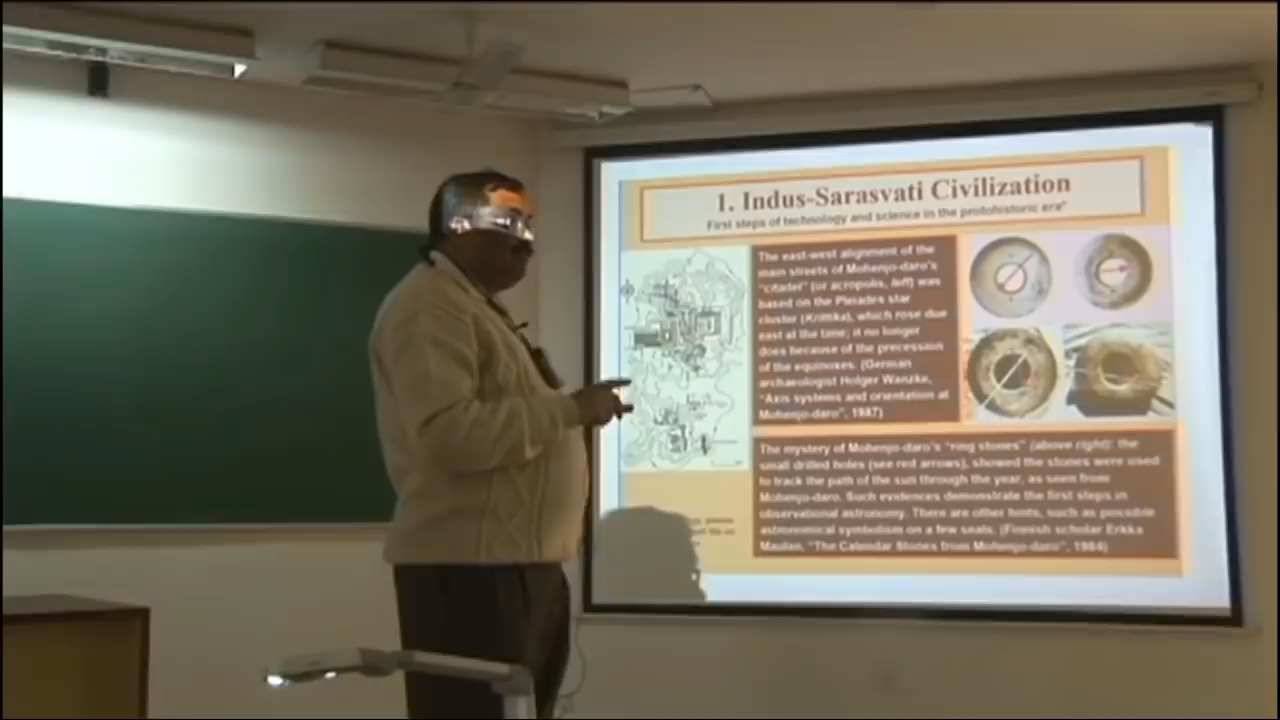 1. Indus-Sarasvati Civilization
First steps of technology and science in the protohistoric era"
The east-west alignment of the
main streets of Mohenjo-daro's
"citadel" (or acropolis, left) was
based on the Pleiades star
cluster (Krittika), which rose due
east at the time; it no longer
does because of the precession
of the equinoxes. (German
archaeologist Holger Wanzke,
"Axis systems and orientation at
Mohenjo-daro", 1987)
The mystery of Mohenjo-daro's "ring stones" (above right): the
small drilled holes (see red arrows), showed the stones were used
to track the path of the sun through the year, as seen from
Mohenjo-daro. Such evidences demonstrate the first steps in
observational astronomy. There are other hints, such as possible
astronomical symbolism on a few seals. (Finnish scholar Erkka
Maulan, "The Calendar Stones from Mohenjo-daro", 1984)
please